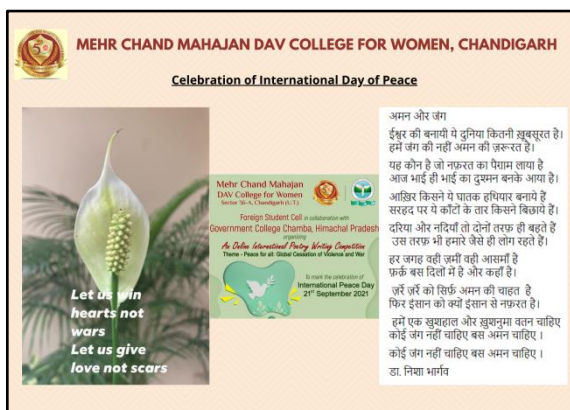 MEHR CHAND MAHAJAN DAV COLLEGE FOR WOMEN, CHANDIGARH
Celebration of International Day of Peace
Let us win
hearts not
wars
Let us give
love not scars
Mehr Chand Mahajan
DAV College for Women
Sector 36-A, Chandigarh (U.T.)
Foreign Student Cell in collaboration with
Government College Chamba, Himachal Pradesh
organising
An Online International Poetry Writing Competition
Theme - Peace for all: Global Cessation of Violence and War
To mark the celebration of
International Peace Day
21st September 2021
अमन और जंग
ईश्वर की बनायी ये दुनिया कितनी ख़ूबसूरत है।
हमें जंग की नहीं अमन की ज़रूरत है।
यह कौन है जो नफ़रत का पैग़ाम लाया है
आज भाई ही भाई का दुश्मन बनके आया है।
आख़िर किसने ये घातक हथियार बनाये हैं
सरहद पर ये काँटों के तार किसने बिछाये हैं।
दरिया और नदियाँ तो दोनों तरफ़ ही बहते हैं
उस तरफ़ भी हमारे जैसे ही लोग रहते हैं।
हर जगह वही ज़मीं वही आसमाँ है
फ़र्क़ बस दिलों में है और कहाँ है।
ज़र्रे ज़र्रे को सिर्फ़ अमन की चाहत है
फिर इंसान को क्यों इंसान से नफ़रत है।
हमें एक खुशहाल और ख़ुशनुमा वतन चाहिए
कोई जंग नहीं चाहिए बस अमन चाहिए ।
कोई जंग नहीं चाहिए बस अमन चाहिए ।
डा. निशा भार्गव